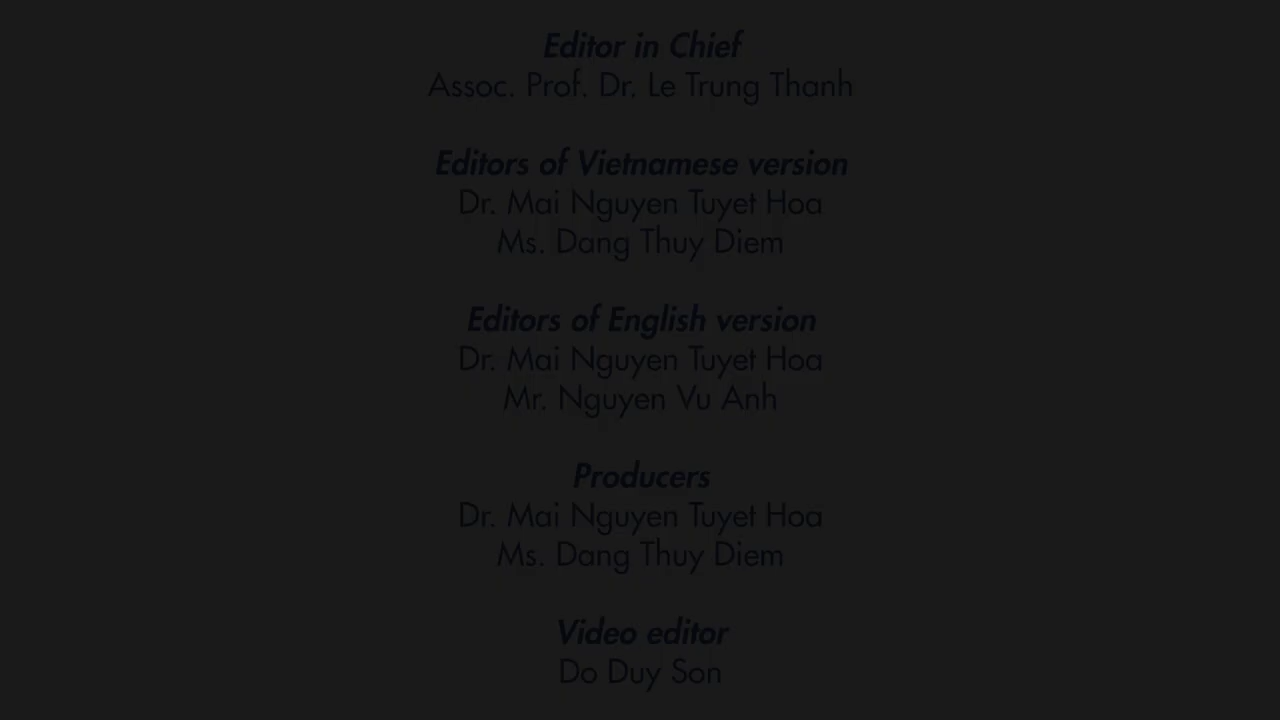 Editor in Chief
Assoc. Prof. Dr. Le Trung Thanh
Editors of Vietnamese version
Dr. Mai Nguyen Tuyet Hoa
Ms. Dang Thuy Diem
Editors of English version
Dr. Mai Nguyen Tuyet Hoa
Mr. Nguyen Vu Anh
Producers
Dr. Mai Nguyen Tuyet Hoa
Ms. Dang Thuy Diem
Video editor
Do Duy Son